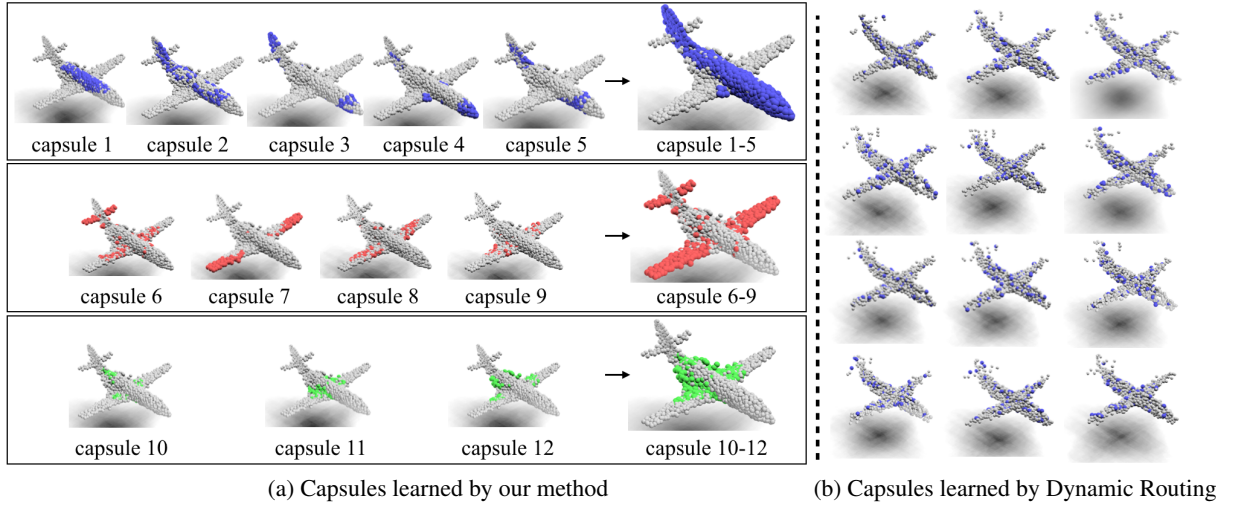 capsule 1 capsule 2 capsule 3 capsule 4 capsule 5 capsule 1-5
capsule 6 capsule 7 capsule 8 capsule 9 capsule 6-9
capsule 10 capsule 11 capsule 12 capsule 10-12
(a) Capsules learned by our method
(b) Capsules learned by Dynamic Routing